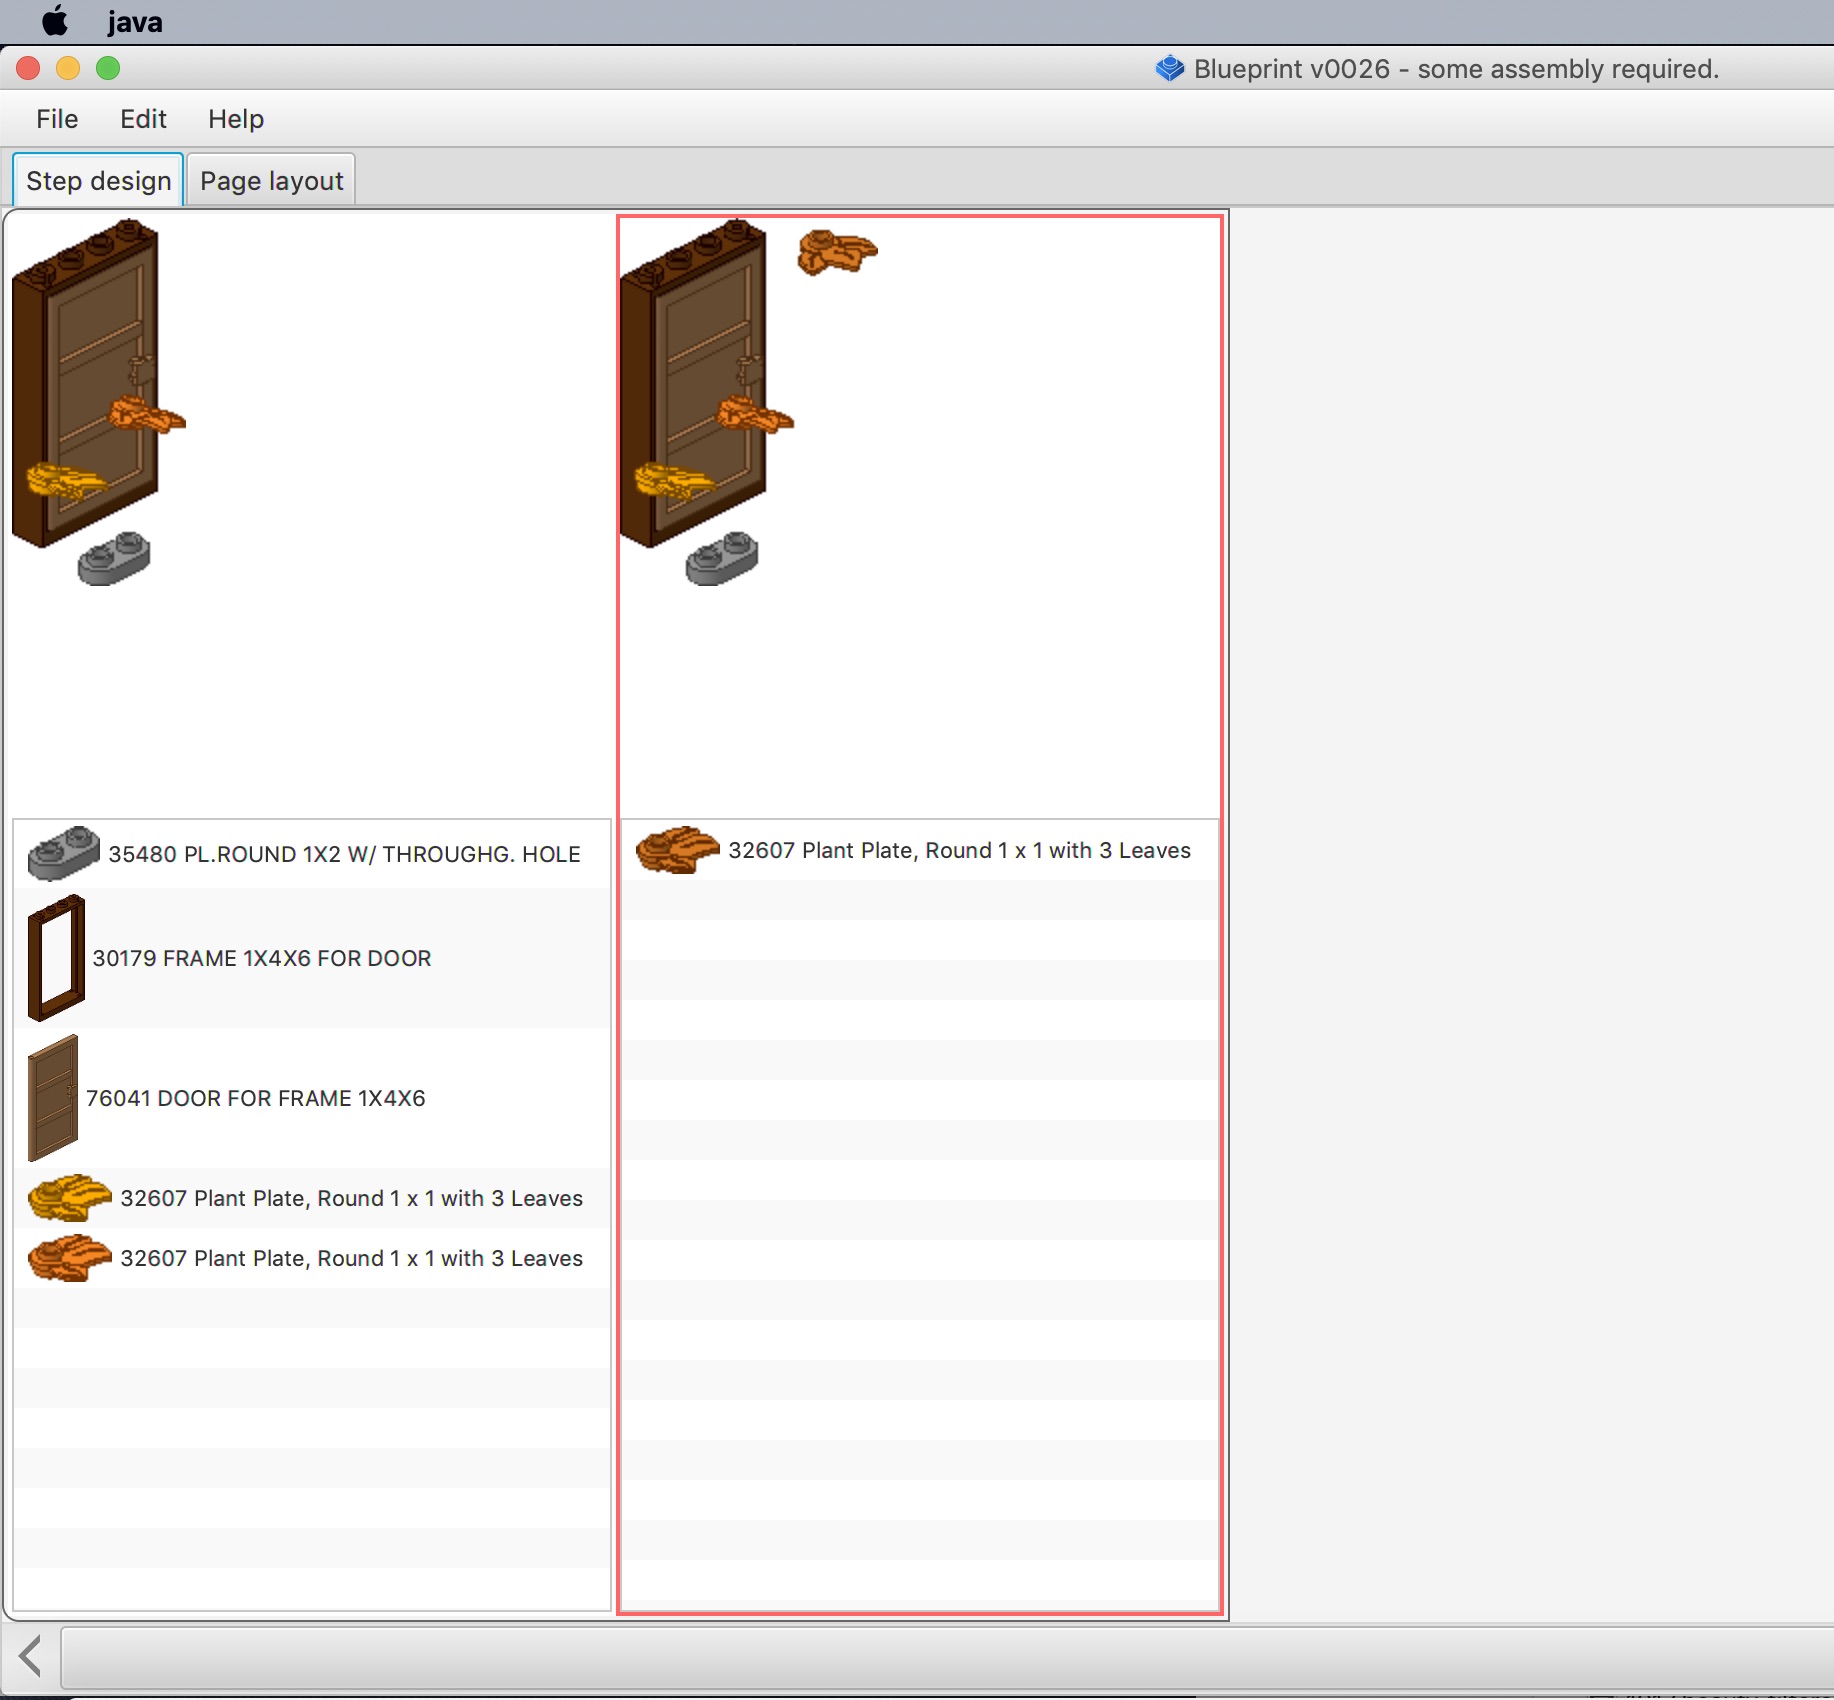 java
Blueprint v0026 - some assembly required.
File Edit Help
Step design Page layout
35480 PL.ROUND 1X2 W/ THROUGHG. HOLE
30179 FRAME 1X4X6 FOR DOOR
76041 DOOR FOR FRAME 1X4X6
32607 Plant Plate, Round 1 x 1 with 3 Leaves
32607 Plant Plate, Round 1 x 1 with 3 Leaves
32607 Plant Plate, Round 1 x 1 with 3 Leaves